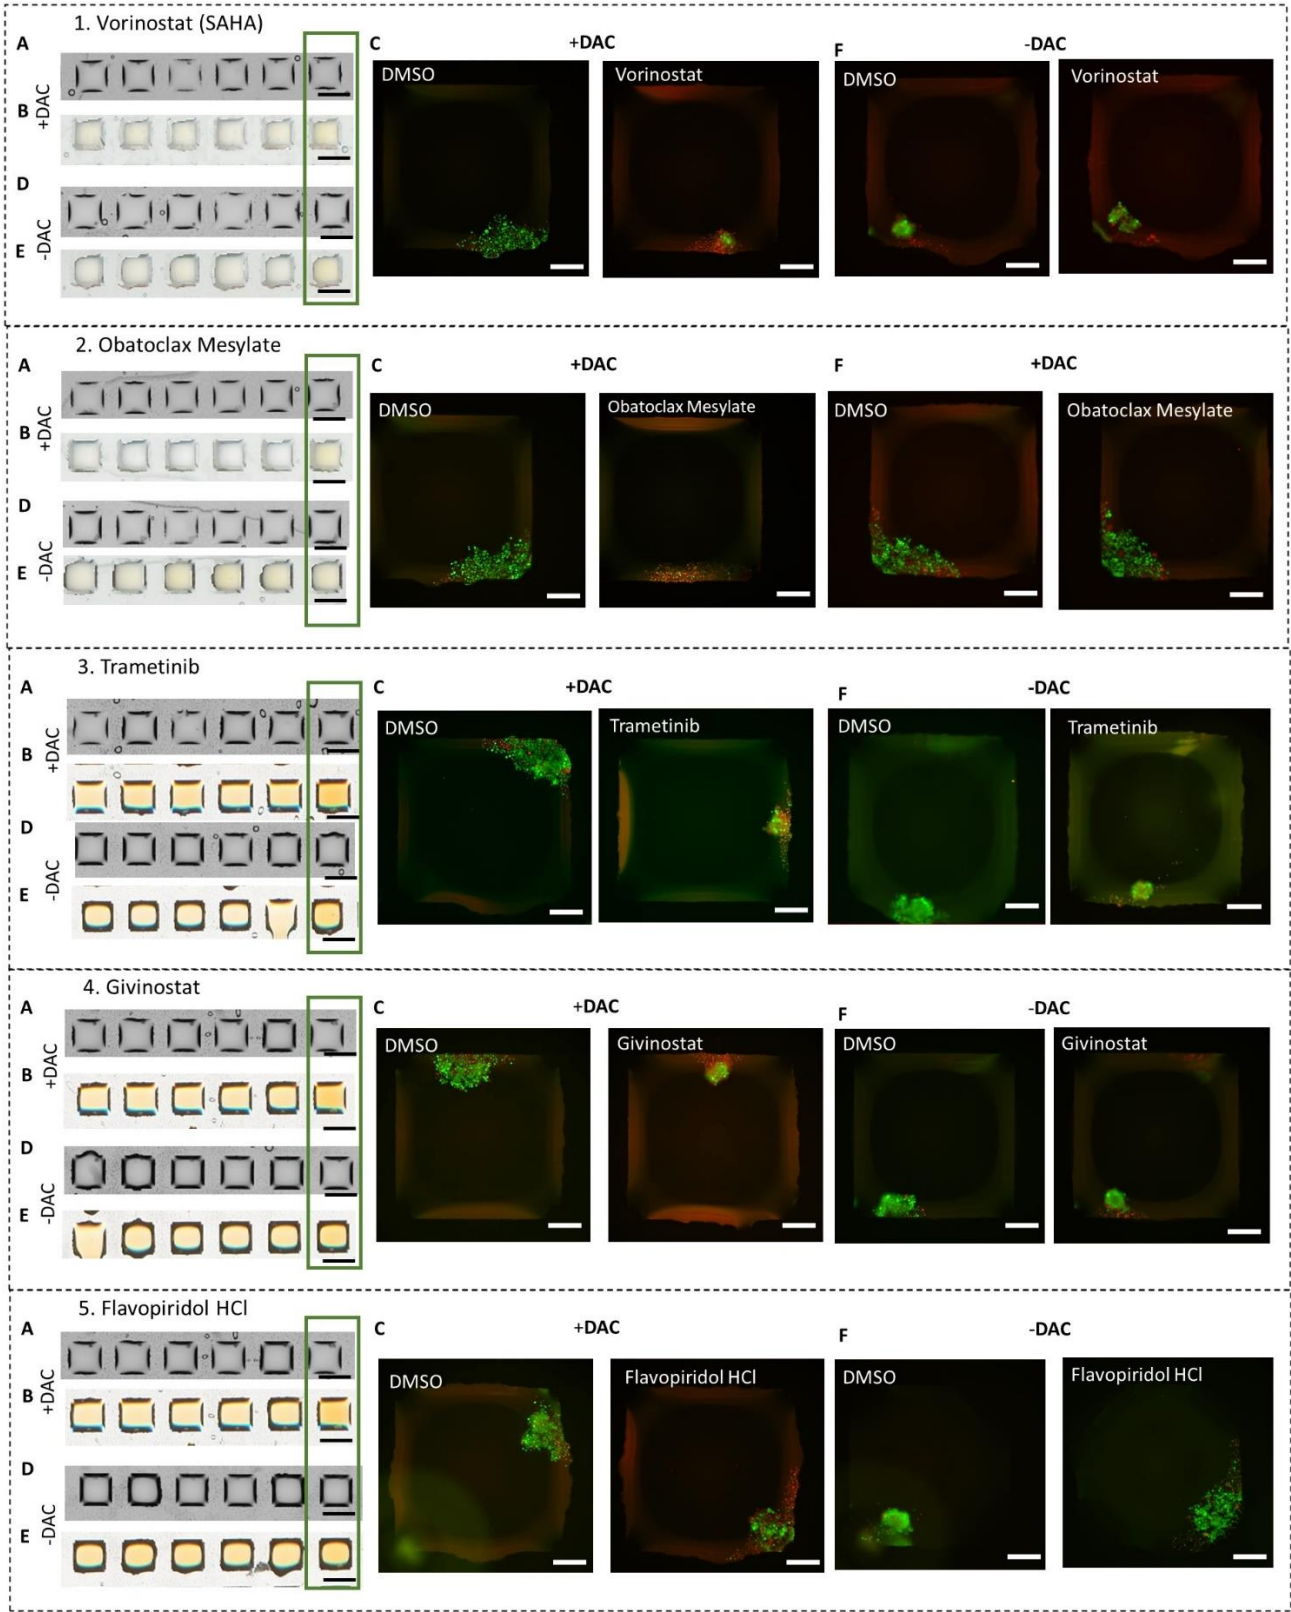 1. Vorinostat (SAHA)
A
B
+DAC
D
E
-DAC
C
+DAC
DMSO
Vorinostat
F
-DAC
DMSO
Vorinostat
2. Obatoclax Mesylate
A
B
+DAC
D
E
-DAC
C
+DAC
DMSO
Obatoclax Mesylate
F
+DAC
DMSO
Obatoclax Mesylate
3. Trametinib
A
B
+DAC
D
E
-DAC
C
+DAC
DMSO
Trametinib
F
-DAC
DMSO
Trametinib
4. Givinostat
A
B
+DAC
D
E
-DAC
C
+DAC
DMSO
Givinostat
F
-DAC
DMSO
Givinostat
5. Flavopiridol HCl
A
B
+DAC
D
E
-DAC
C
+DAC
DMSO
Flavopiridol HCl
F
-DAC
DMSO
Flavopiridol HCl